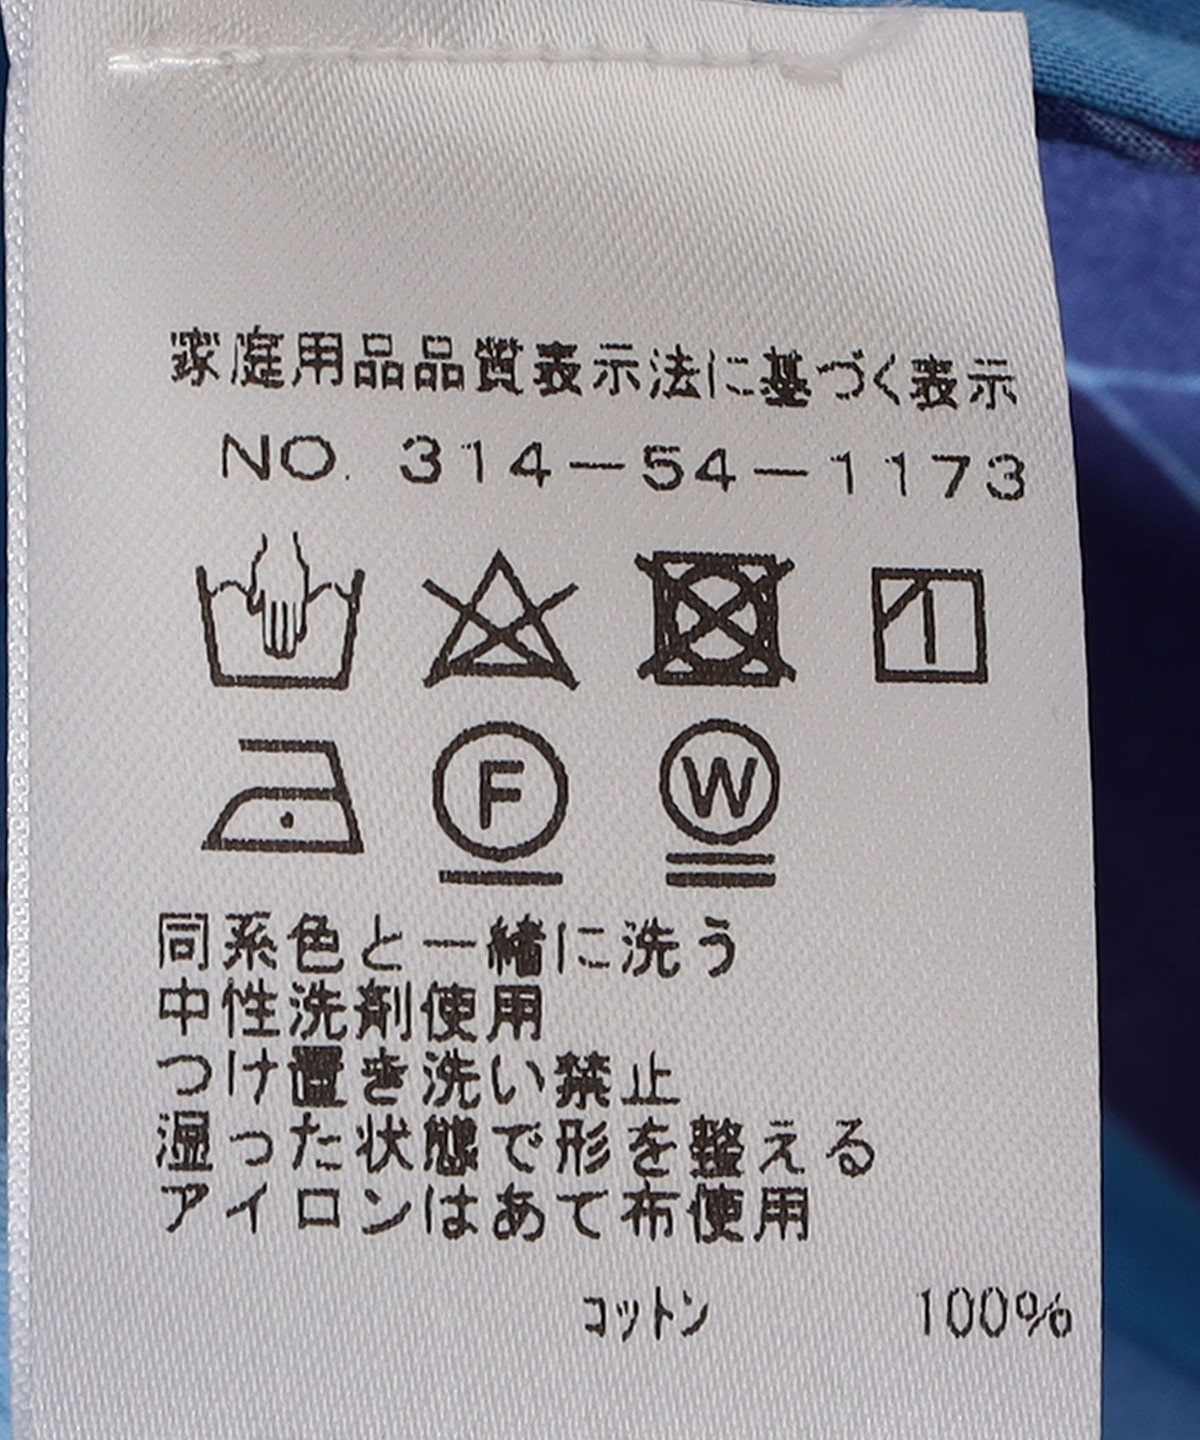 家庭用品品質表示法に基づく表示
NO. 314-54-1173
F
W
同系色と一緒に洗う
中性洗剤使用
つけ置き洗い禁止
湿った状態で形を整える
アイロンはあて布使用
コットン 100%